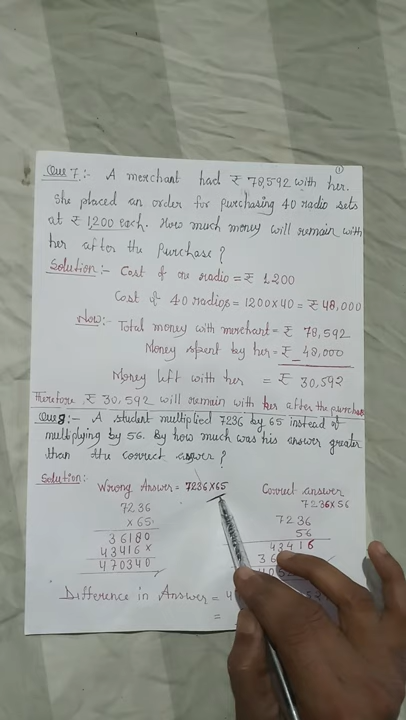 ①
Que 7:- A merchant had ₹ 78,592 with her.
She placed an order for purchasing 40 radio sets
at ₹ 1,200 each. How much money will remain with
her after the purchase?
Solution:- Cost of one radio = ₹ 1,200
Cost of 40 radios = 1200×40 = ₹ 48,000
Now:- Total money with merchant = ₹ 78,592
Money spent by her = ₹ - 48,000
Money left with her = ₹ 30,592
Therefore ₹ 30,592 will remain with her after the purchase
Que 8:- A student multiplied 7236 by 65 instead of
multiplying by 56. By how much was his answer greater
than the correct answer?
Solution:- Wrong Answer = 7236×65
7236
×65
36180
43416×
470340
Correct answer
7236×56
7236
56
43416
Difference in Answer =
=